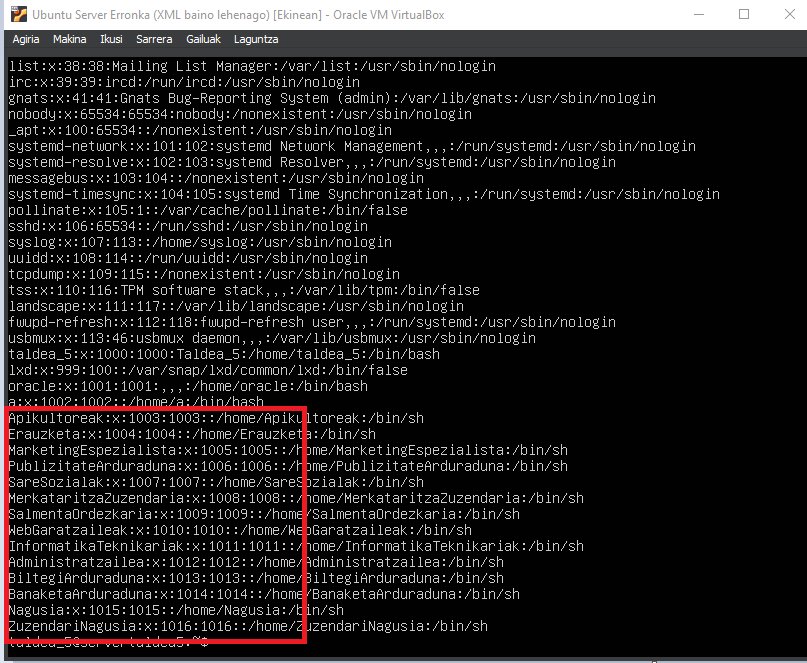 Ubuntu Server Erronka (XML baino lehenago) [Ekinean] - Oracle VM VirtualBox
Agiria Makina Ikusi Sarrera Gailuak Laguntza
list:x:38:38:Mailing List Manager:/var/list:/usr/sbin/nologin
irc:x:39:39:ircd:/run/ircd:/usr/sbin/nologin
gnats:x:41:41:Gnats Bug-Reporting System (admin):/var/lib/gnats:/usr/sbin/nologin
nobody:x:65534:65534:nobody:/nonexistent:/usr/sbin/nologin
_apt:x:100:65534::/nonexistent:/usr/sbin/nologin
systemd-network:x:101:102:systemd Network Management,,,:/run/systemd:/usr/sbin/nologin
systemd-resolve:x:102:103:systemd Resolver,,,:/run/systemd:/usr/sbin/nologin
messagebus:x:103:104::/nonexistent:/usr/sbin/nologin
systemd-timesync:x:104:105:systemd Time Synchronization,,,:/run/systemd:/usr/sbin/nologin
pollinate:x:105:1::/var/cache/pollinate:/bin/false
sshd:x:106:65534::/run/sshd:/usr/sbin/nologin
syslog:x:107:113::/home/syslog:/usr/sbin/nologin
uuidd:x:108:114::/run/uuidd:/usr/sbin/nologin
tcpdump:x:109:115::/nonexistent:/usr/sbin/nologin
tss:x:110:116:TPM software stack,,,:/var/lib/tpm:/bin/false
landscape:x:111:117::/var/lib/landscape:/usr/sbin/nologin
fwupd-refresh:x:112:118:fwupd-refresh user,,,:/run/systemd:/usr/sbin/nologin
usbmux:x:113:46:usbmux daemon,,,:/var/lib/usbmux:/usr/sbin/nologin
taldea_5:x:1000:1000:Taldea_5:/home/taldea_5:/bin/bash
lxd:x:999:100::/var/snap/lxd/common/lxd:/bin/false
oracle:x:1001:1001:,,,:/home/oracle:/bin/bash
a:x:1002:1002::/home/a:/bin/bash
Apikultoreak:x:1003:1003::/home/Apikultoreak:/bin/sh
Erauzketa:x:1004:1004::/home/Erauzketa:/bin/sh
MarketingEspezialista:x:1005:1005::/home/MarketingEspezialista:/bin/sh
PublizitateArduraduna:x:1006:1006::/home/PublizitateArduraduna:/bin/sh
SareSozialak:x:1007:1007::/home/SareSozialak:/bin/sh
MerkataritzaZuzendaria:x:1008:1008::/home/MerkataritzaZuzendaria:/bin/sh
SalmentaOrdezkaria:x:1009:1009::/home/SalmentaOrdezkaria:/bin/sh
WebGaratzaileak:x:1010:1010::/home/WebGaratzaileak:/bin/sh
InformatikaTeknikariak:x:1011:1011::/home/InformatikaTeknikariak:/bin/sh
Administratzailea:x:1012:1012::/home/Administratzailea:/bin/sh
BiltegiArduraduna:x:1013:1013::/home/BiltegiArduraduna:/bin/sh
BanaketaArduraduna:x:1014:1014::/home/BanaketaArduraduna:/bin/sh
Nagusia:x:1015:1015::/home/Nagusia:/bin/sh
ZuzendariNagusia:x:1016:1016::/home/ZuzendariNagusia:/bin/sh
taldea_5@servertaldea5:~$